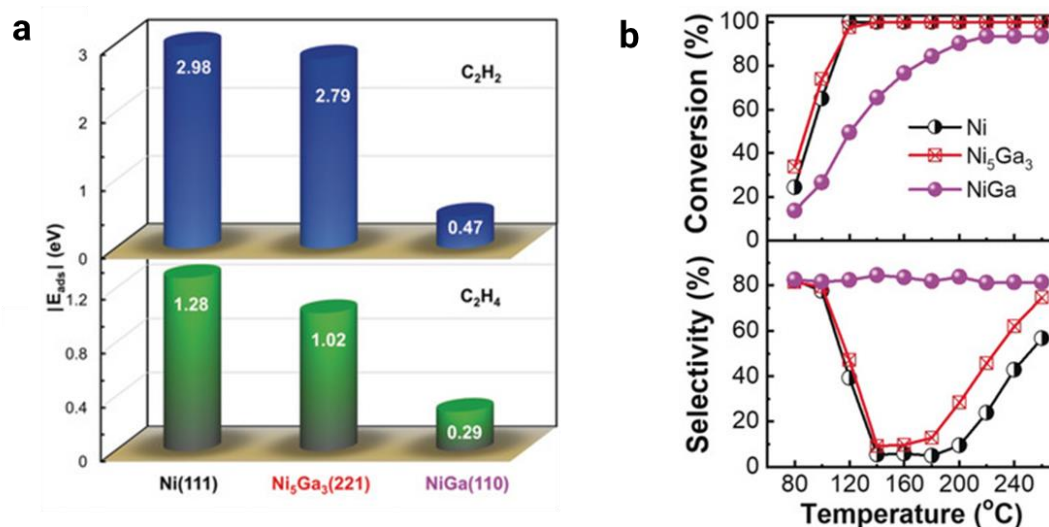 a
3
2
1
0
C₂H₂
2.98
2.79
0.47
|E_ads| (eV)
1.2
0.8
0.4
0
C₂H₄
1.28
1.02
0.29
Ni(111)
Ni₅Ga₃(221)
NiGa(110)
b
Conversion (%)
100
80
60
40
20
0
Ni
Ni₅Ga₃
NiGa
Selectivity (%)
100
80
60
40
20
0
80 120 160 200 240
Temperature (°C)